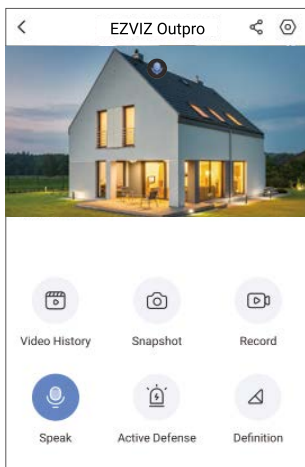 EZVIZ Outpro
Video History
Snapshot
Record
Speak
Active Defense
Definition